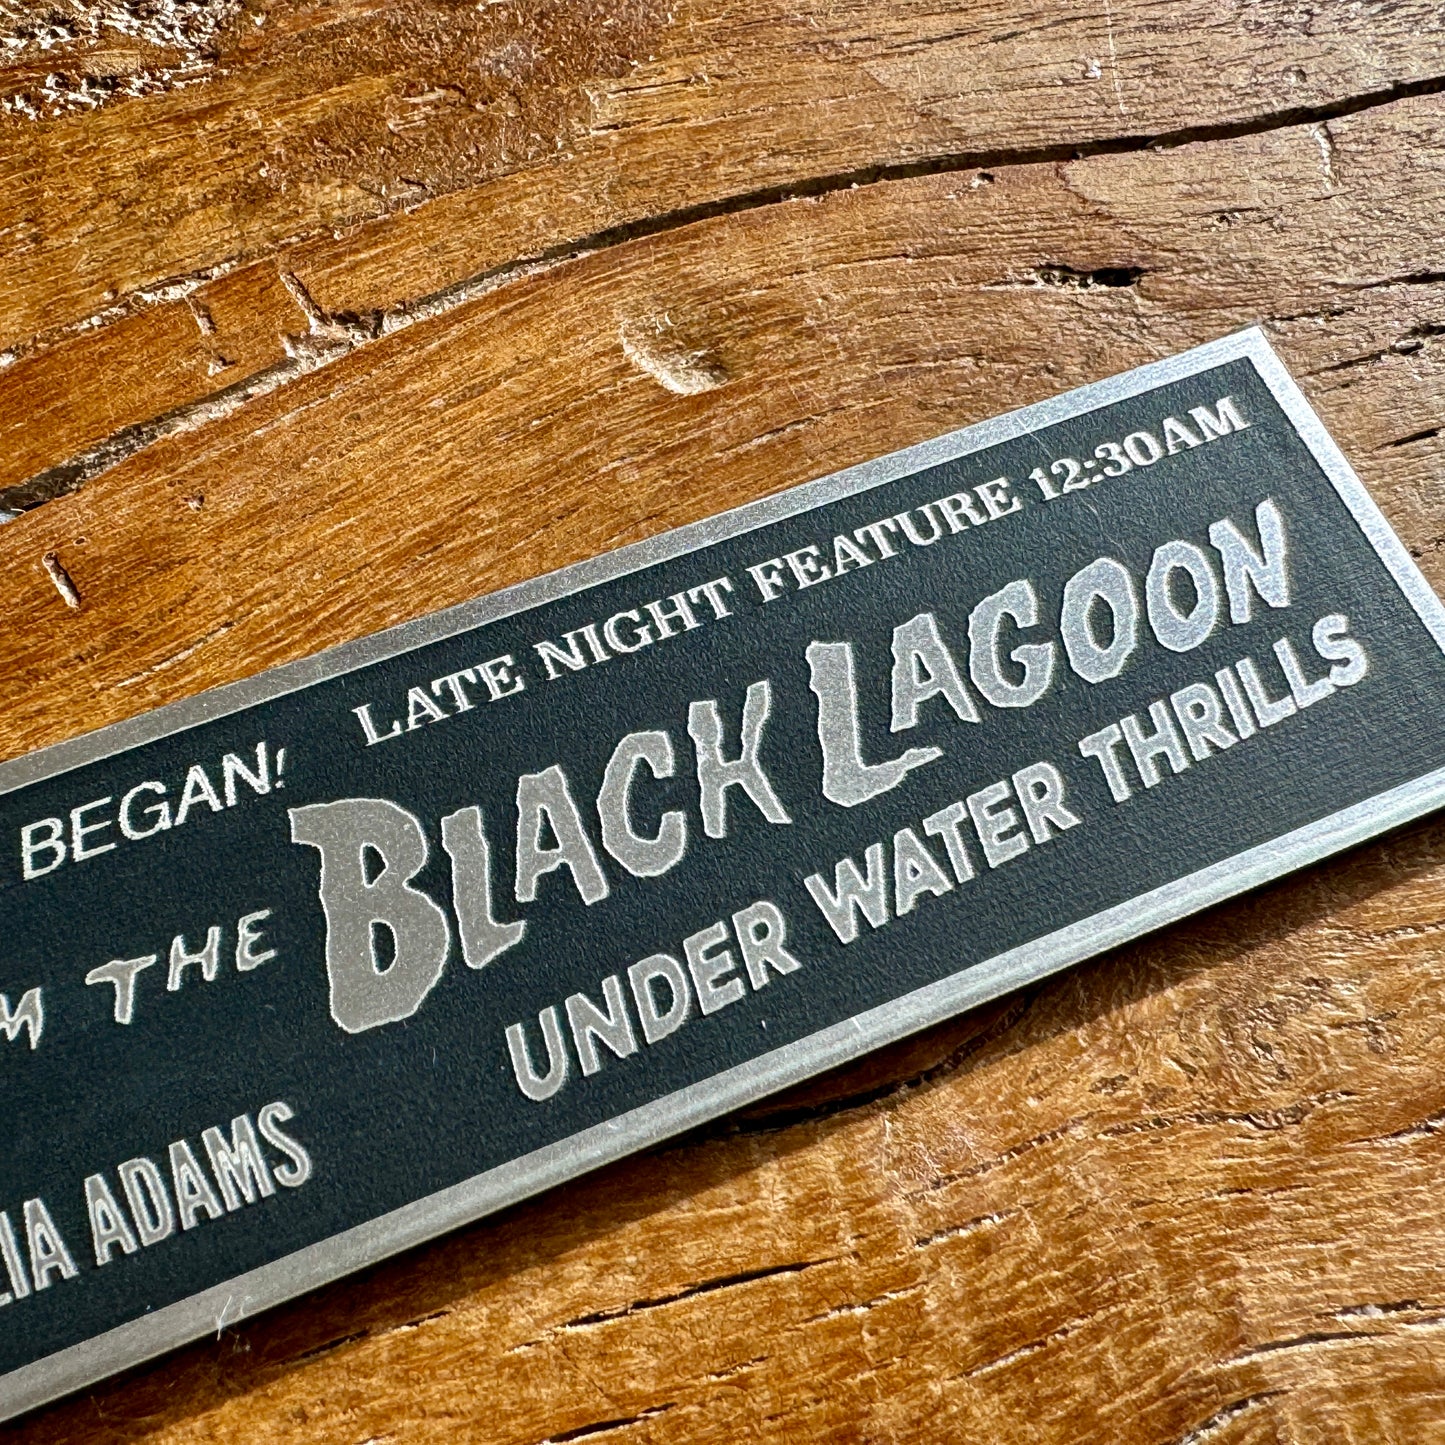 BEGAN!
LATE NIGHT FEATURE 12:30AM
THE BLACK LAGOON
UNDER WATER THRILLS
ADAMS